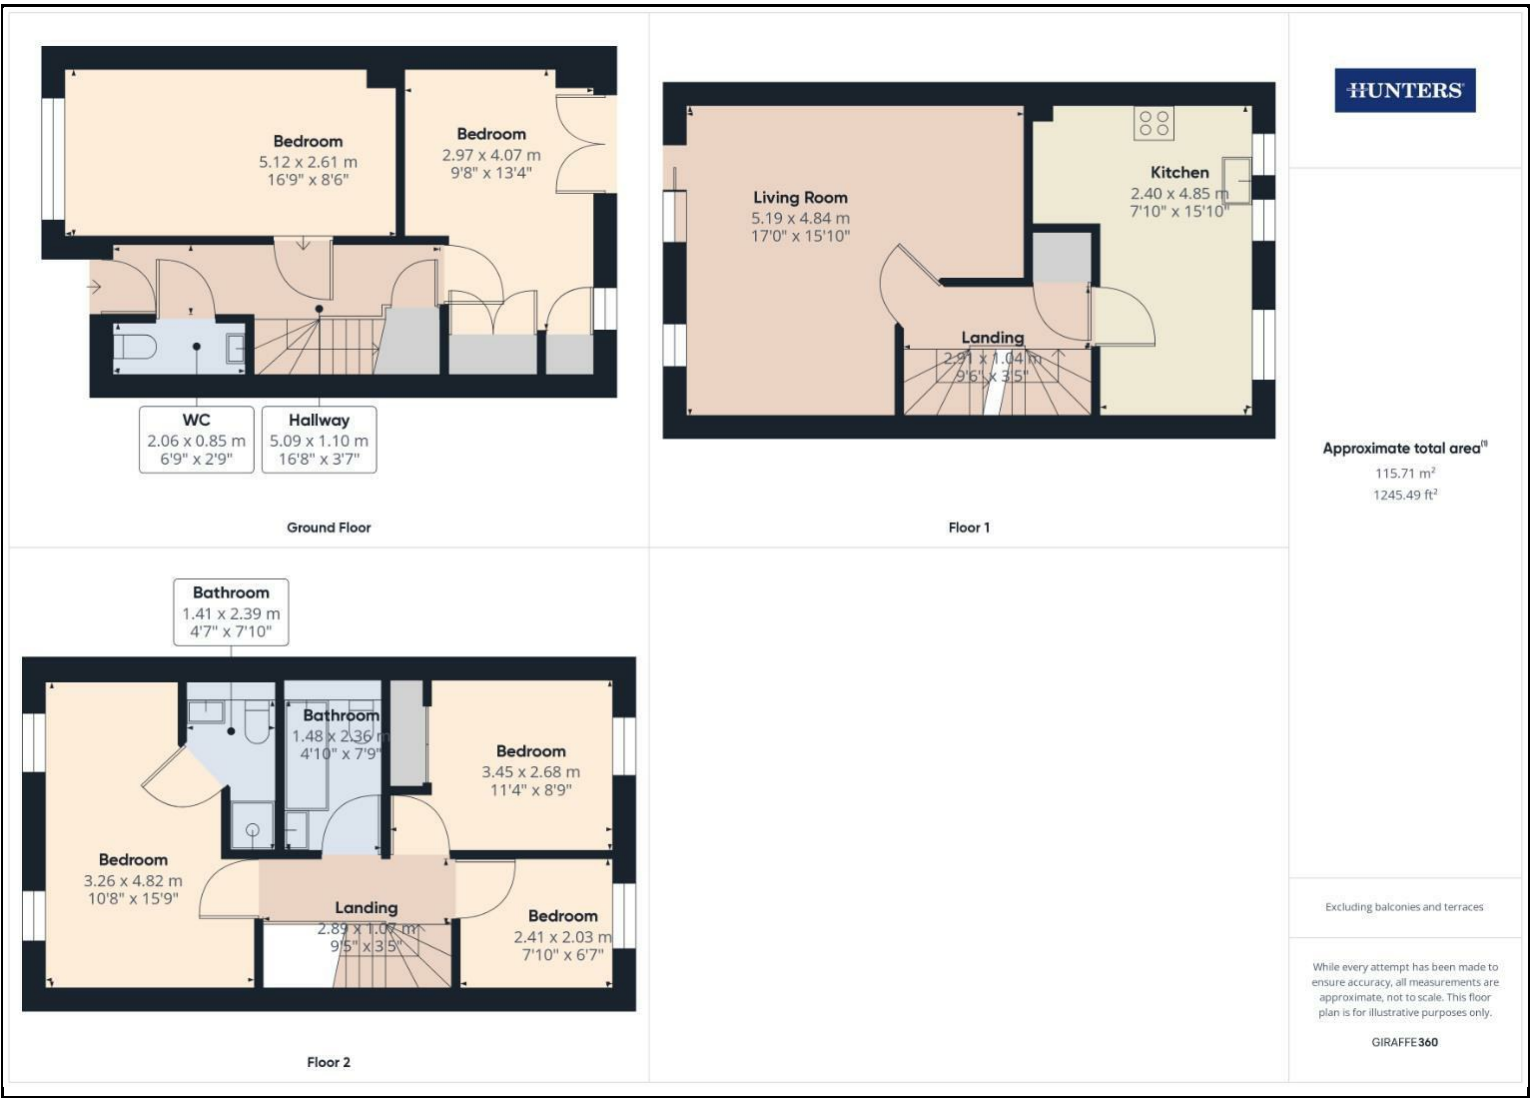 Bedroom
5.12 x 2.61 m
16'9" x 8'6"
Bedroom
2.97 x 4.07 m
9'8" x 13'4"
WC
2.06 x 0.85 m
6'9" x 2'9"
Hallway
5.09 x 1.10 m
16'8" x 3'7"
Ground Floor
Living Room
5.19 x 4.84 m
17'0" x 15'10"
Kitchen
2.40 x 4.85 m
7'10" x 15'10"
Landing
2.91 x 1.04 m
9'6" x 3'5"
Floor 1
HUNTERS
Approximate total area(1)
115.71 m²
1245.49 ft²
Bathroom
1.41 x 2.39 m
4'7" x 7'10"
Bathroom
1.48 x 2.36 m
4'10" x 7'9"
Bedroom
3.45 x 2.68 m
11'4" x 8'9"
Bedroom
3.26 x 4.82 m
10'8" x 15'9"
Landing
2.89 x 1.07 m
9'5" x 3'5"
Bedroom
2.41 x 2.03 m
7'10" x 6'7"
Floor 2
Excluding balconies and terraces
While every attempt has been made to
ensure accuracy, all measurements are
approximate, not to scale. This floor
plan is for illustrative purposes only.
GIRAFFE360